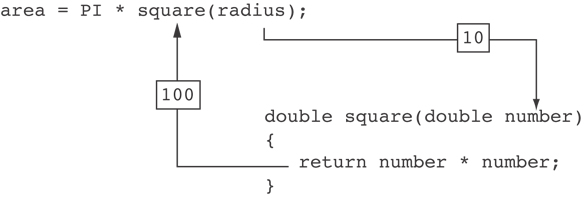 area = PI * square(radius);
10
100
double square(double number)
{
return number * number;
}